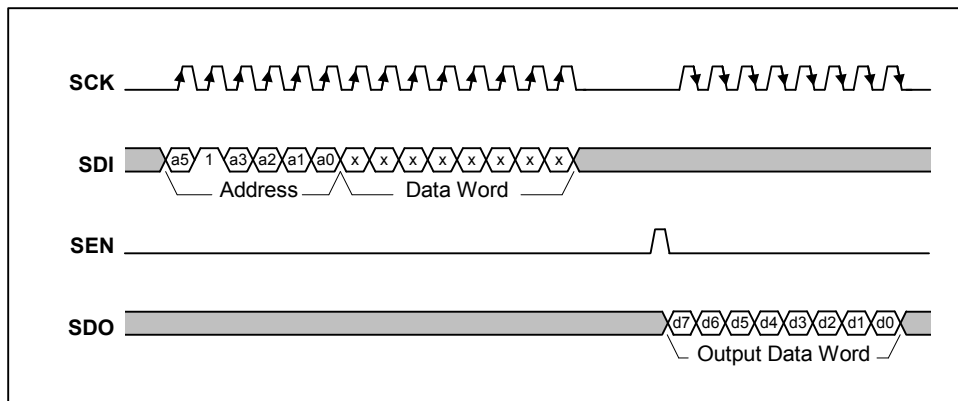 SCK
SDI a5 1 a3 a2 a1 a0 x x x x x x x x
Address Data Word
SEN
SDO d7 d6 d5 d4 d3 d2 d1 d0
Output Data Word